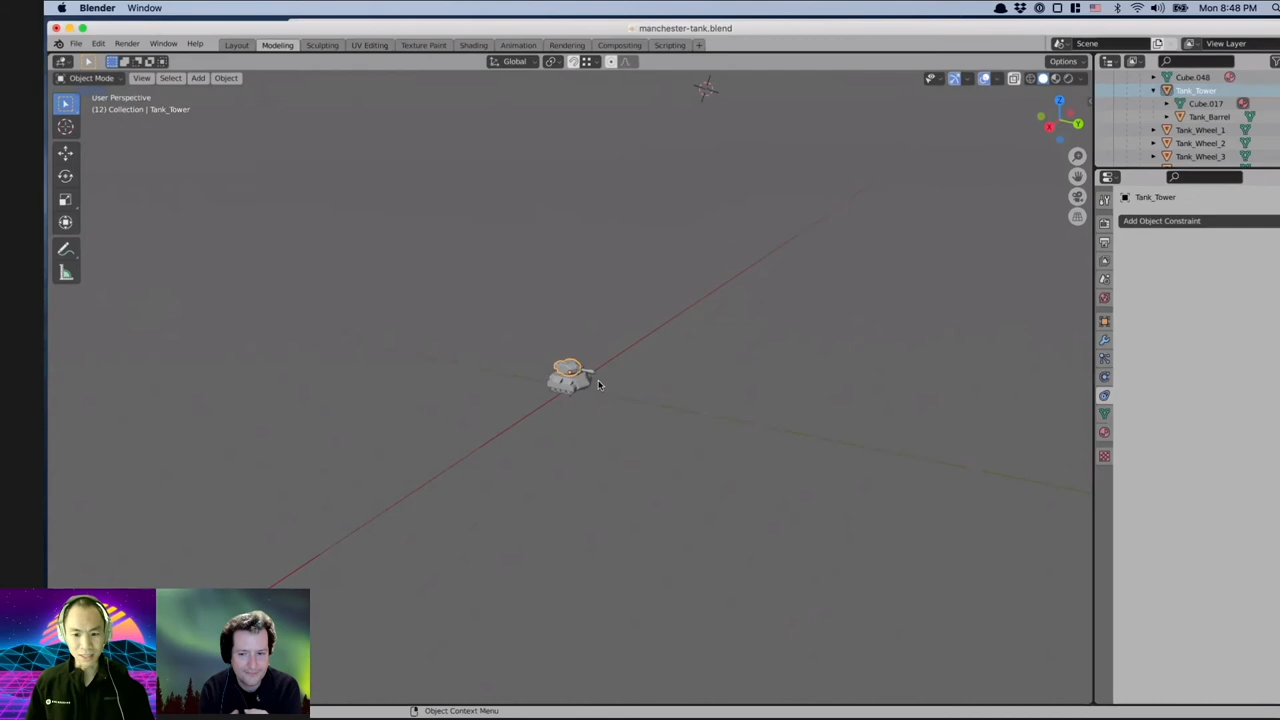 Blender Window Mon 8:48 PM
manchester-tank.blend
File Edit Render Window Help Layout Modeling Sculpting UV Editing Texture Paint Shading Animation Rendering Compositing Scripting + Scene View Layer
Global Options
Object Mode View Select Add Object
User Perspective
(12) Collection | Tank_Tower
Z
X
Y
Cube.048
Tank_Tower
Cube.017
Tank_Barrel
Tank_Wheel_1
Tank_Wheel_2
Tank_Wheel_3
Tank_Tower
Add Object Constraint
Object Context Menu